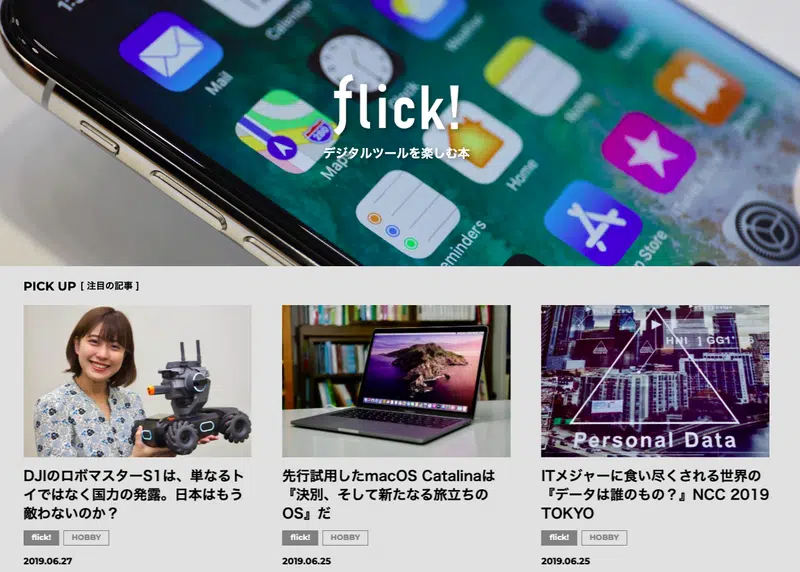 Mail
Calendar
Maps
Home
Reminders
App Store
flick!
デジタルツールを楽しむ本
PICK UP [ 注目の記事 ]
Personal Data
DJIのロボマスターS1は、単なるト
イではなく国力の発露。日本はもう
敵わないのか？
flick! HOBBY
2019.06.27
先行試用したmacOS Catalinaは
『決別、そして新たなる旅立ちの
OS』だ
flick! HOBBY
2019.06.25
ITメジャーに食い尽くされる世界の
『データは誰のもの？』NCC 2019
TOKYO
flick! HOBBY
2019.06.25